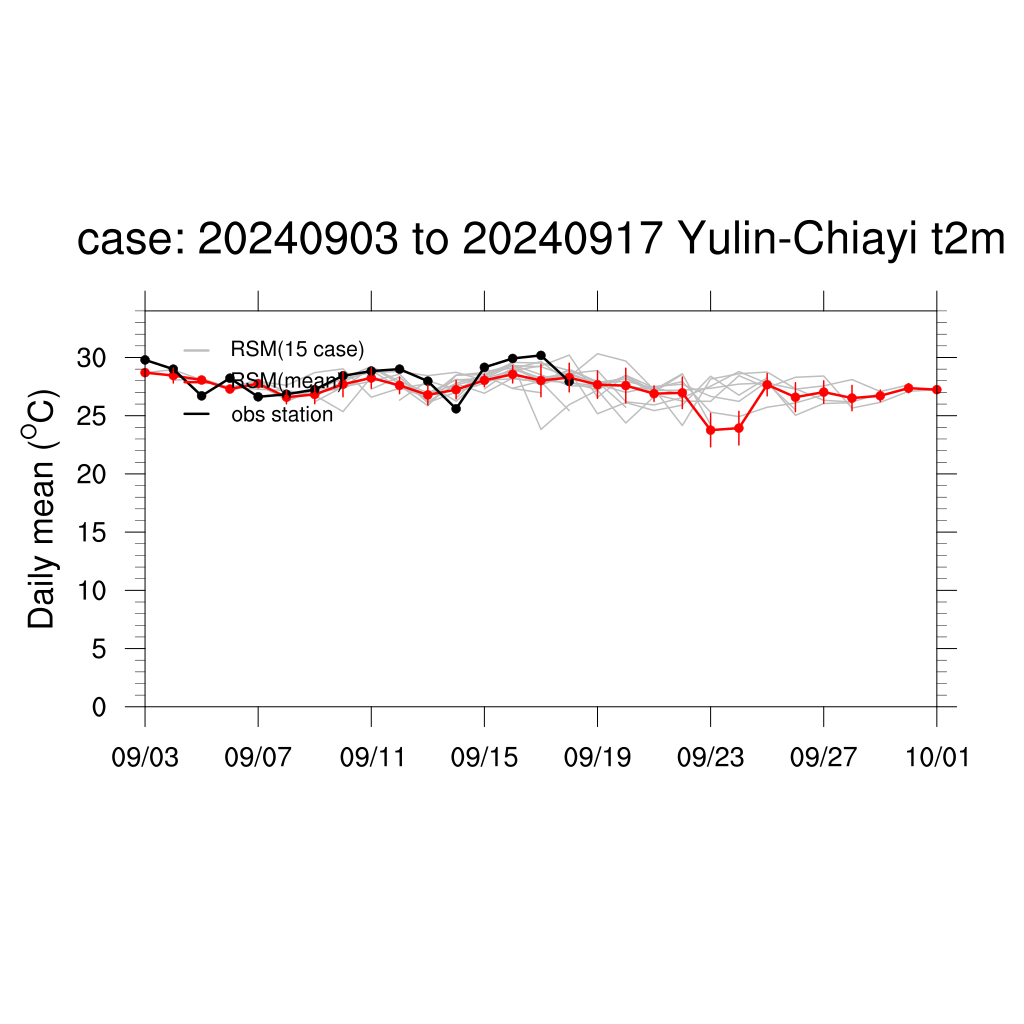 case: 20240903 to 20240917 Yulin-Chiayi t2m
RSM(15 case)
RSM(mean)
obs station
Daily mean (°C)
30
25
20
15
10
5
0
09/03 09/07 09/11 09/15 09/19 09/23 09/27 10/01